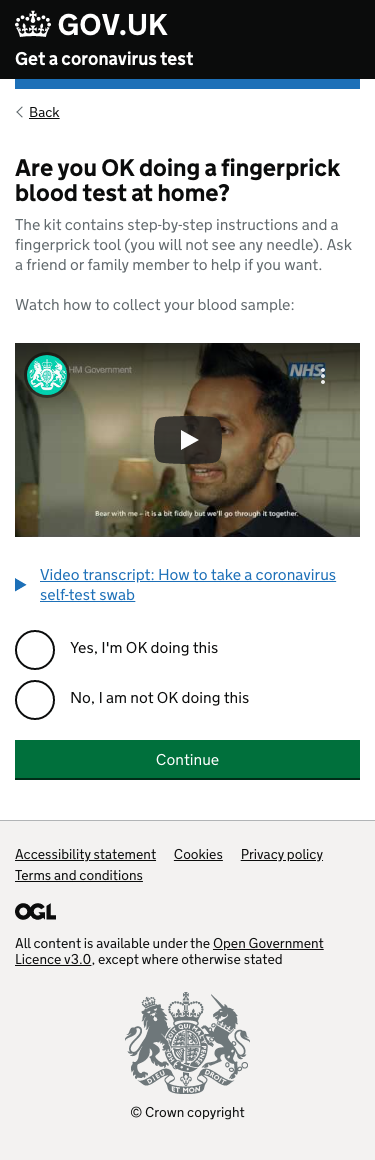 GOV.UK
Get a coronavirus test
Back
Are you OK doing a fingerprick
blood test at home?
The kit contains step-by-step instructions and a
fingerprick tool (you will not see any needle). Ask
a friend or family member to help if you want.
Watch how to collect your blood sample:
HM Government
NHS
Bear with me – it is a bit fiddly but we'll go through it together.
Video transcript: How to take a coronavirus
self-test swab
Yes, I'm OK doing this
No, I am not OK doing this
Continue
Accessibility statement Cookies Privacy policy
Terms and conditions
OGL
All content is available under the Open Government
Licence v3.0, except where otherwise stated
DIEU ET MON DROIT
© Crown copyright